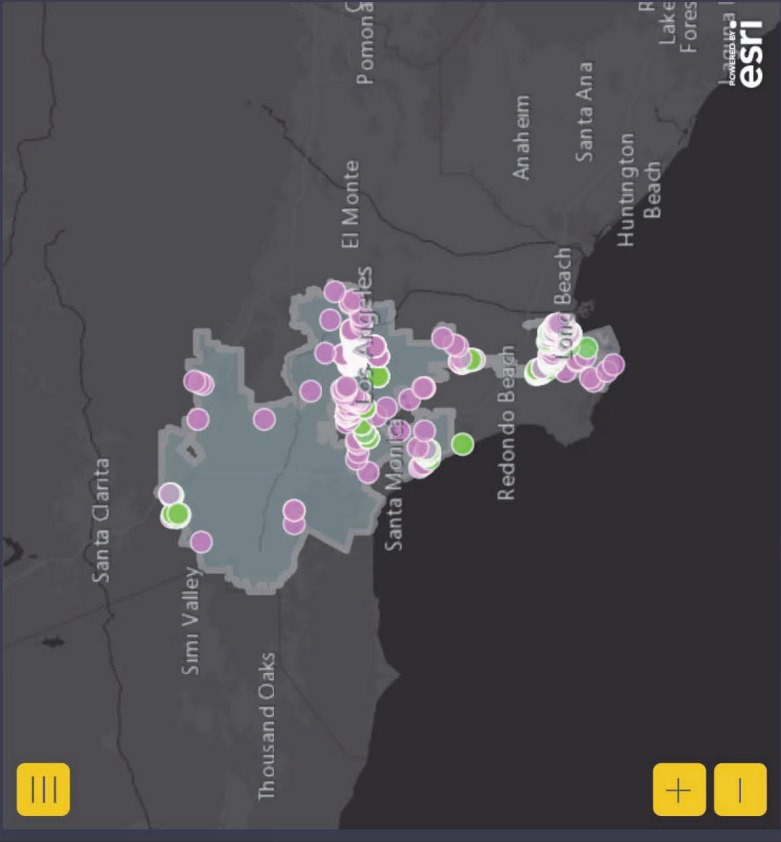 Santa Clarita
Simi Valley
Thousand Oaks
Santa Monica
Los Angeles
El Monte
Pomona
Redondo Beach
Long Beach
Anaheim
Santa Ana
Huntington
Beach
Lake
Fores
Laguna
POWERED BY
esri